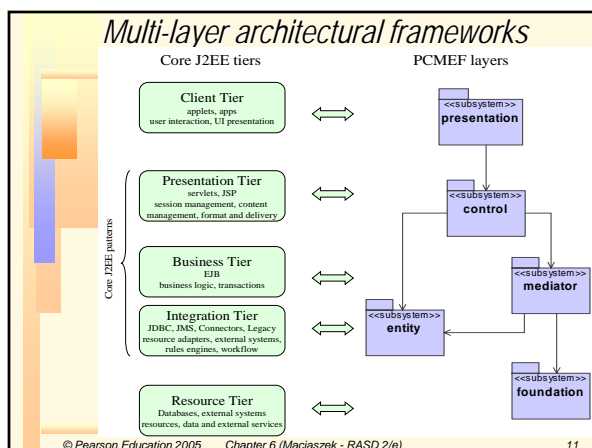 Multi-layer architectural frameworks
Core J2EE tiers
PCMEF layers
Client Tier
applets, apps
user interaction, UI presentation
Presentation Tier
servlets, JSP
session management, content
management, format and delivery
Business Tier
EJB
business logic, transactions
Integration Tier
JDBC, JMS, Connectors, Legacy
resource adapters, external systems,
rules engines, workflow
Resource Tier
Databases, external systems
resources, data and external services
Core J2EE patterns
<<subsystem>>
presentation
<<subsystem>>
control
<<subsystem>>
mediator
<<subsystem>>
entity
<<subsystem>>
foundation
© Pearson Education 2005 Chapter 6 (Maciaszek - RASD 2/e) 11